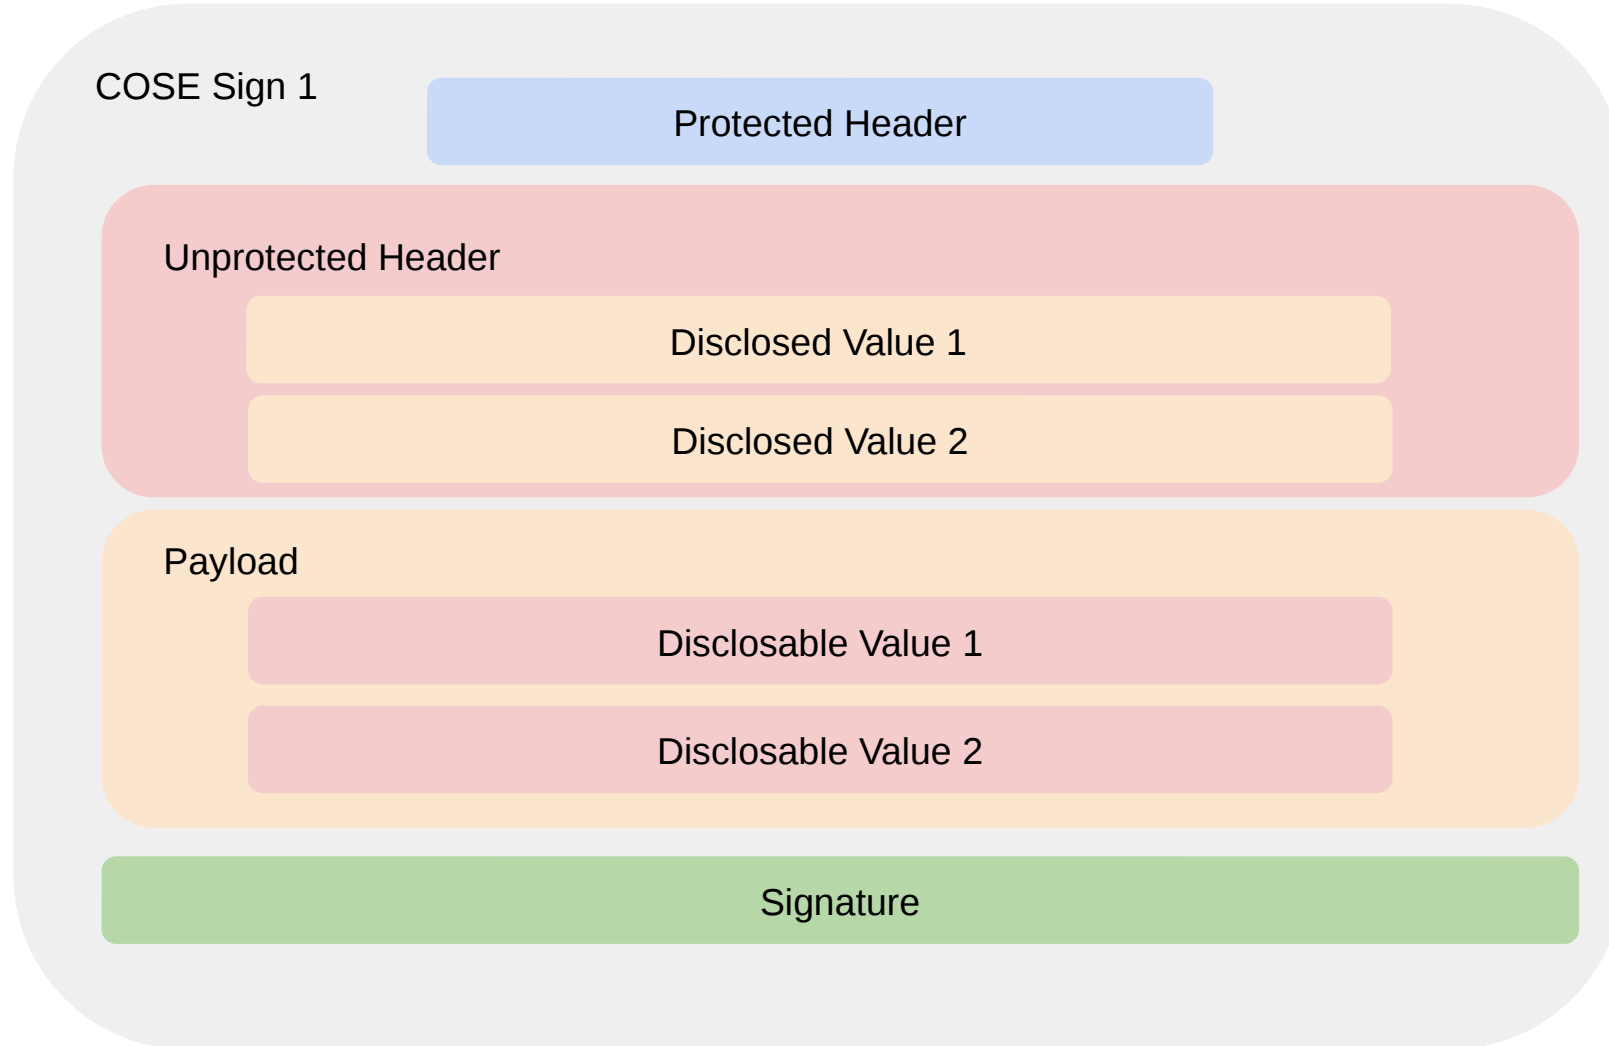 COSE Sign 1
Protected Header
Unprotected Header
Disclosed Value 1
Disclosed Value 2
Payload
Disclosable Value 1
Disclosable Value 2
Signature